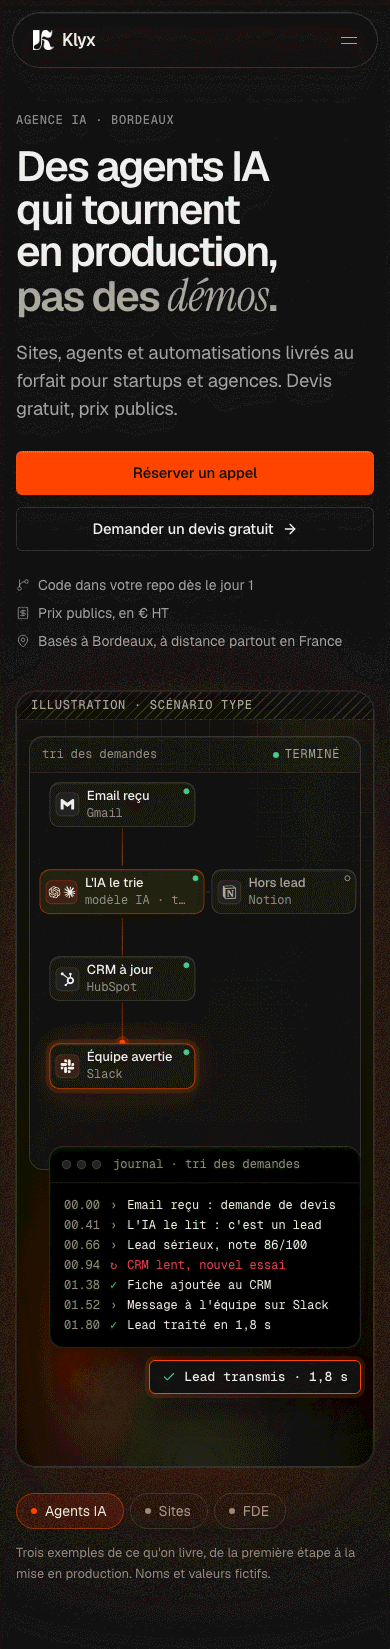 Klyx
AGENCE IA · BORDEAUX
Des agents IA
qui tournent
en production,
pas des démos.
Sites, agents et automatisations livrés au
forfait pour startups et agences. Devis
gratuit, prix publics.
Réserver un appel
Demander un devis gratuit →
Code dans votre repo dès le jour 1
Prix publics, en € HT
Basés à Bordeaux, à distance partout en France
ILLUSTRATION · SCÉNARIO TYPE
tri des demandes
TERMINÉ
Email reçu
Gmail
L'IA le trie
modèle IA · t…
Hors lead
Notion
CRM à jour
HubSpot
Équipe avertie
Slack
journal · tri des demandes
00.00 › Email reçu : demande de devis
00.41 › L'IA le lit : c'est un lead
00.66 › Lead sérieux, note 86/100
00.94 ↻ CRM lent, nouvel essai
01.38 ✓ Fiche ajoutée au CRM
01.52 › Message à l'équipe sur Slack
01.80 ✓ Lead traité en 1,8 s
✓ Lead transmis · 1,8 s
Agents IA
Sites
FDE
Trois exemples de ce qu'on livre, de la première étape à la
mise en production. Noms et valeurs fictifs.